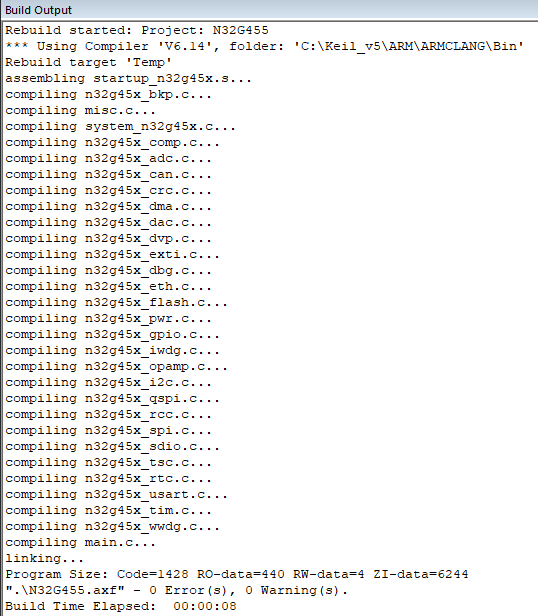 Build Output
Rebuild started: Project: N32G455
*** Using Compiler 'V6.14', folder: 'C:\Keil_v5\ARM\ARMCLANG\Bin'
Rebuild target 'Temp'
assembling startup_n32g45x.s...
compiling n32g45x_bkp.c...
compiling misc.c...
compiling system_n32g45x.c...
compiling n32g45x_comp.c...
compiling n32g45x_adc.c...
compiling n32g45x_can.c...
compiling n32g45x_crc.c...
compiling n32g45x_dma.c...
compiling n32g45x_dac.c...
compiling n32g45x_dvp.c...
compiling n32g45x_exti.c...
compiling n32g45x_dbg.c...
compiling n32g45x_eth.c...
compiling n32g45x_flash.c...
compiling n32g45x_pwr.c...
compiling n32g45x_gpio.c...
compiling n32g45x_iwdg.c...
compiling n32g45x_opamp.c...
compiling n32g45x_i2c.c...
compiling n32g45x_qspi.c...
compiling n32g45x_rcc.c...
compiling n32g45x_spi.c...
compiling n32g45x_sdio.c...
compiling n32g45x_tsc.c...
compiling n32g45x_rtc.c...
compiling n32g45x_usart.c...
compiling n32g45x_tim.c...
compiling n32g45x_wwdg.c...
compiling main.c...
linking...
Program Size: Code=1428 RO-data=440 RW-data=4 ZI-data=6244
".\N32G455.axf" - 0 Error(s), 0 Warning(s).
Build Time Elapsed:  00:00:08